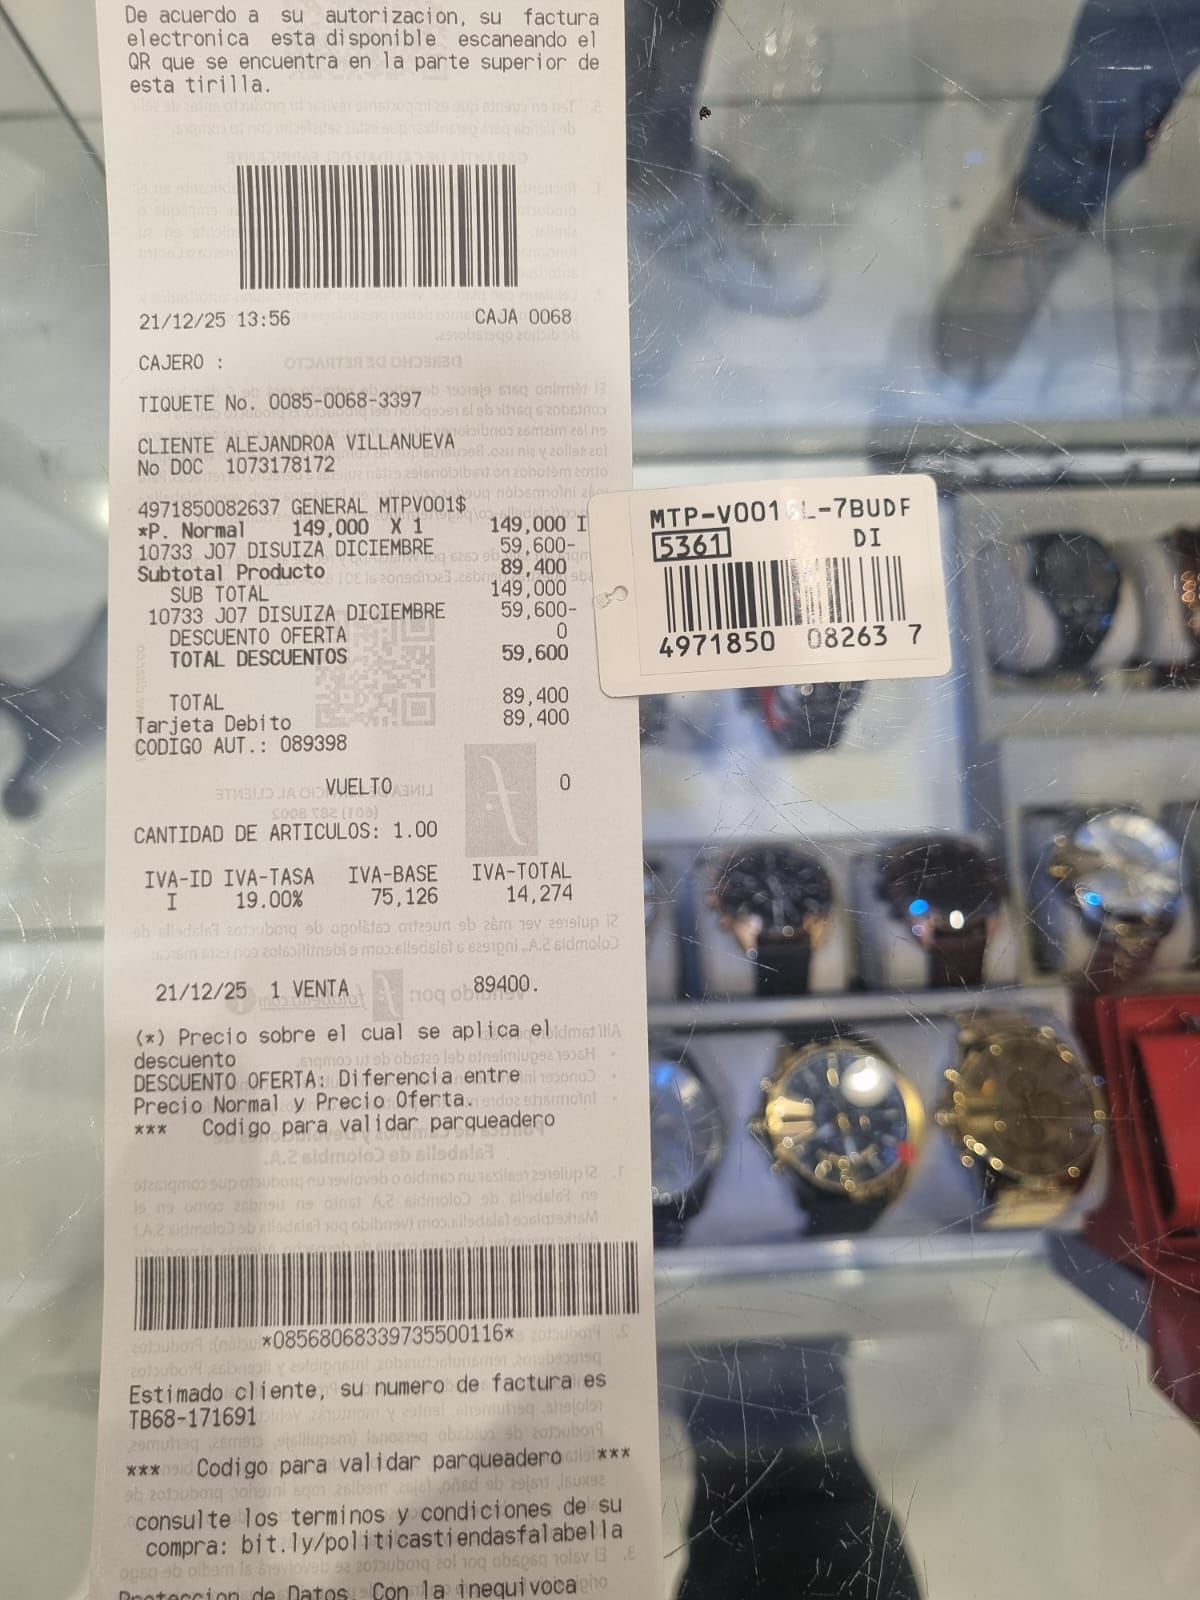 De acuerdo a su autorizacion, su factura
electronica esta disponible escaneando el
QR que se encuentra en la parte superior de
esta tirilla.
21/12/25 13:56 CAJA 0068
CAJERO :
TIQUETE No. 0085-0068-3397
CLIENTE ALEJANDROA VILLANUEVA
No DOC 1073178172
4971850082637 GENERAL MTPV001$
*P. Normal 149,000 X 1 149,000 I
10733 J07 DISUIZA DICIEMBRE 59,600-
Subtotal Producto 89,400
SUB TOTAL 149,000
10733 J07 DISUIZA DICIEMBRE 59,600-
DESCUENTO OFERTA 0
TOTAL DESCUENTOS 59,600
TOTAL 89,400
Tarjeta Debito 89,400
CODIGO AUT.: 089398
VUELTO 0
CANTIDAD DE ARTICULOS: 1.00
IVA-ID IVA-TASA IVA-BASE IVA-TOTAL
I 19.00% 75,126 14,274
21/12/25 1 VENTA 89400.
(*) Precio sobre el cual se aplica el
descuento
DESCUENTO OFERTA: Diferencia entre
Precio Normal y Precio Oferta.
*** Codigo para validar parqueadero
*08568068339735500116*
Estimado cliente, su numero de factura es
TB68-171691
*** Codigo para validar parqueadero ***
consulte los terminos y condiciones de su
compra: bit.ly/politicastiendasfalabella
Proteccion de Datos. Con la inequivoca
5361 DI
4971850 08263 7